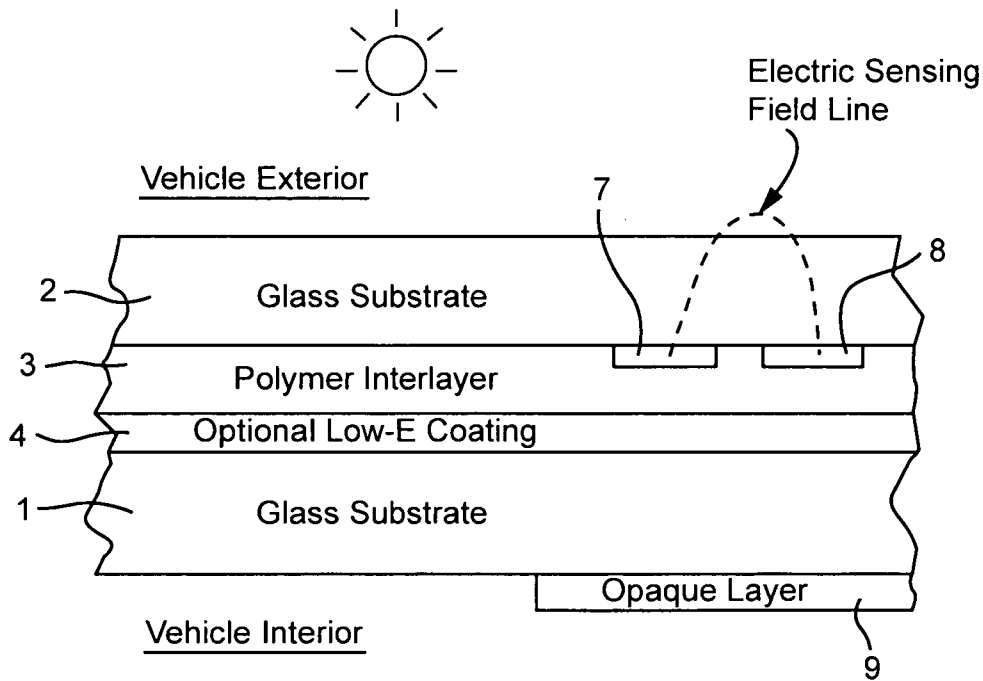 Electric Sensing
Field Line
Vehicle Exterior
7
8
2
Glass Substrate
3
Polymer Interlayer
4
Optional Low-E Coating
1
Glass Substrate
Opaque Layer
Vehicle Interior
9